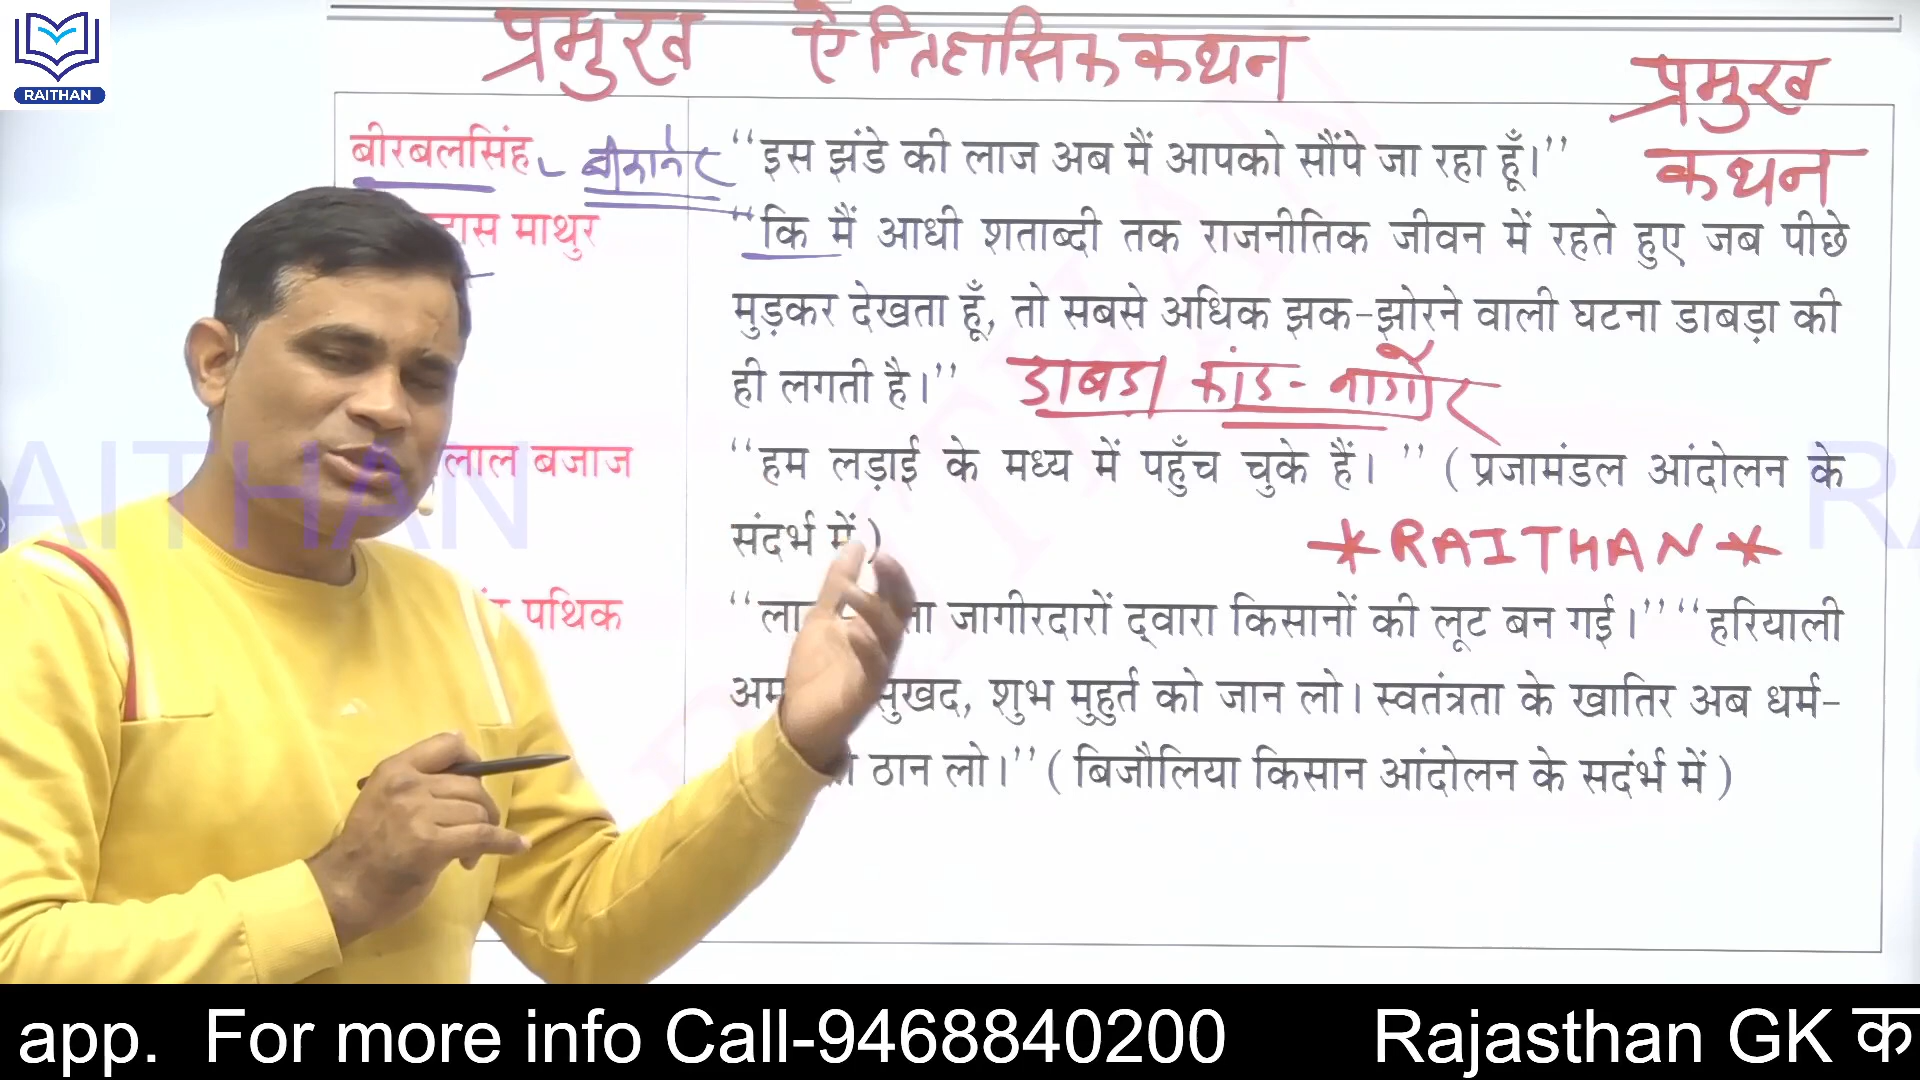 RAITHAN
प्रमुख ऐतिहासिक कथन
प्रमुख
कथन
बीरबलसिंह - बीकानेर "इस झंडे की लाज अब मैं आपको सौंपे जा रहा हूँ।"
माथुर "कि मैं आधी शताब्दी तक राजनीतिक जीवन में रहते हुए जब पीछे
मुड़कर देखता हूँ, तो सबसे अधिक झक-झोरने वाली घटना डाबड़ा की
ही लगती है।" डाबडा कांड - नागौर
लाल बजाज "हम लड़ाई के मध्य में पहुँच चुके हैं। " (प्रजामंडल आंदोलन के
संदर्भ में)
* RAITHAN *
पथिक जागीरदारों द्वारा किसानों की लूट बन गई।" "हरियाली
सुखद, शुभ मुहुर्त को जान लो। स्वतंत्रता के खातिर अब धर्म-
ठान लो।" (बिजौलिया किसान आंदोलन के सदंर्भ में)
app. For more info Call-9468840200 Rajasthan GK क